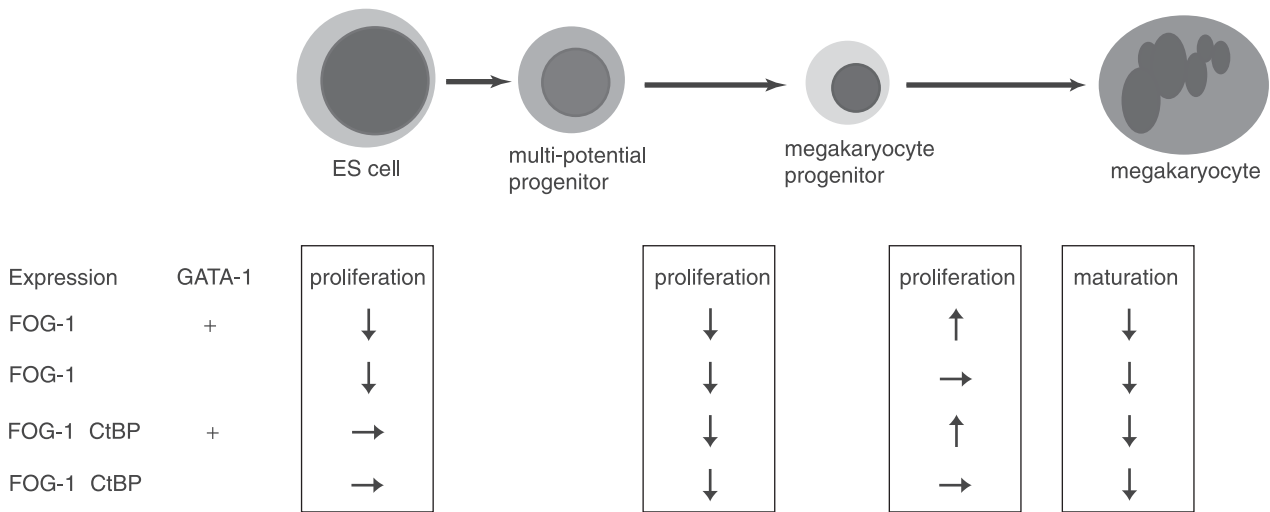 ES cell
multi-potential
progenitor
megakaryocyte
progenitor
megakaryocyte
Expression GATA-1 proliferation proliferation proliferation maturation
FOG-1 + ↓ ↓ ↑ ↓
FOG-1 ↓ ↓ → ↓
FOG-1 CtBP + → ↓ ↑ ↓
FOG-1 CtBP → ↓ → ↓